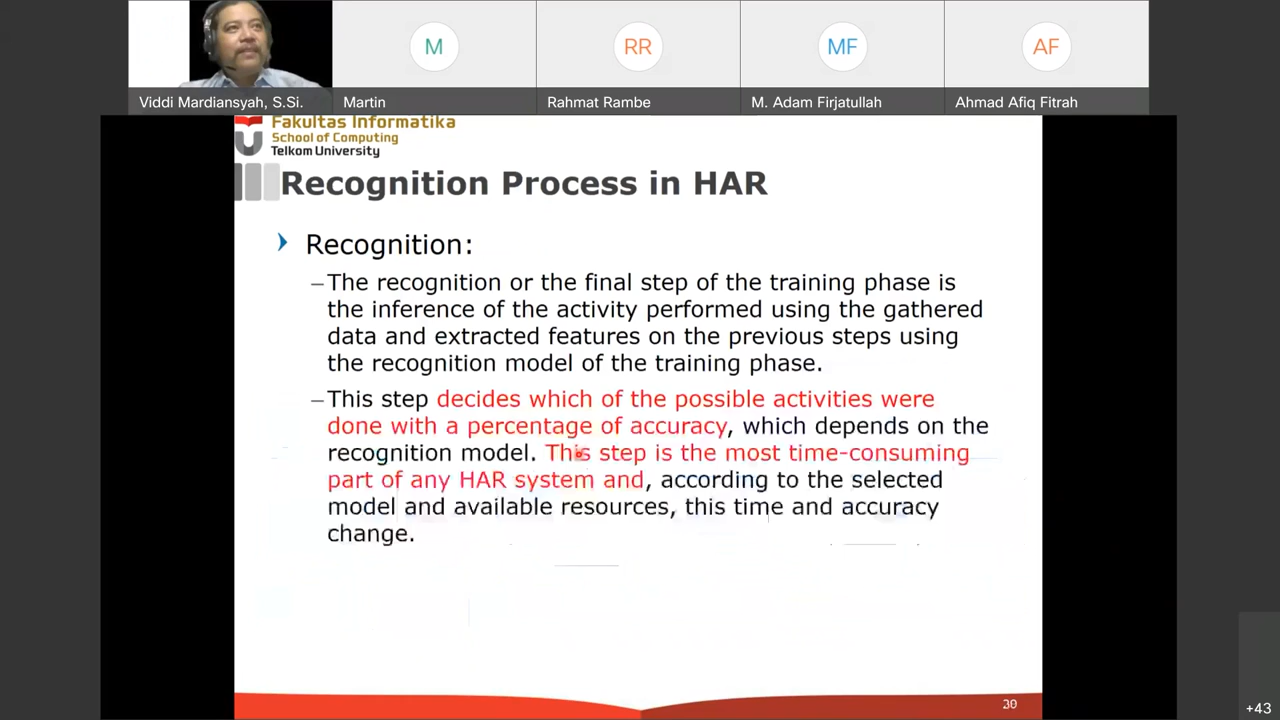 Viddi Mardiansyah, S.Si.
M
Martin
RR
Rahmat Rambe
MF
M. Adam Firjatullah
AF
Ahmad Afiq Fitrah
Fakultas Informatika
School of Computing
Telkom University
Recognition Process in HAR
Recognition:
–The recognition or the final step of the training phase is
the inference of the activity performed using the gathered
data and extracted features on the previous steps using
the recognition model of the training phase.
–This step decides which of the possible activities were
done with a percentage of accuracy, which depends on the
recognition model. This step is the most time-consuming
part of any HAR system and, according to the selected
model and available resources, this time and accuracy
change.
+43